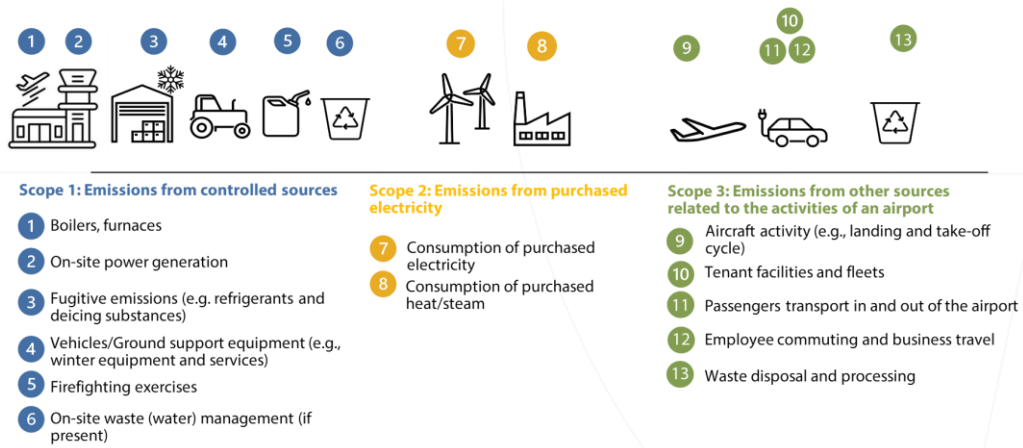 1 2 3 4 5 6 7 8 9 10 11 12 13
Scope 1: Emissions from controlled sources
1 Boilers, furnaces
2 On-site power generation
3 Fugitive emissions (e.g. refrigerants and
deicing substances)
4 Vehicles/Ground support equipment (e.g.,
winter equipment and services)
5 Firefighting exercises
6 On-site waste (water) management (if
present)
Scope 2: Emissions from purchased
electricity
7 Consumption of purchased
electricity
8 Consumption of purchased
heat/steam
Scope 3: Emissions from other sources
related to the activities of an airport
9 Aircraft activity (e.g., landing and take-off
cycle)
10 Tenant facilities and fleets
11 Passengers transport in and out of the airport
12 Employee commuting and business travel
13 Waste disposal and processing